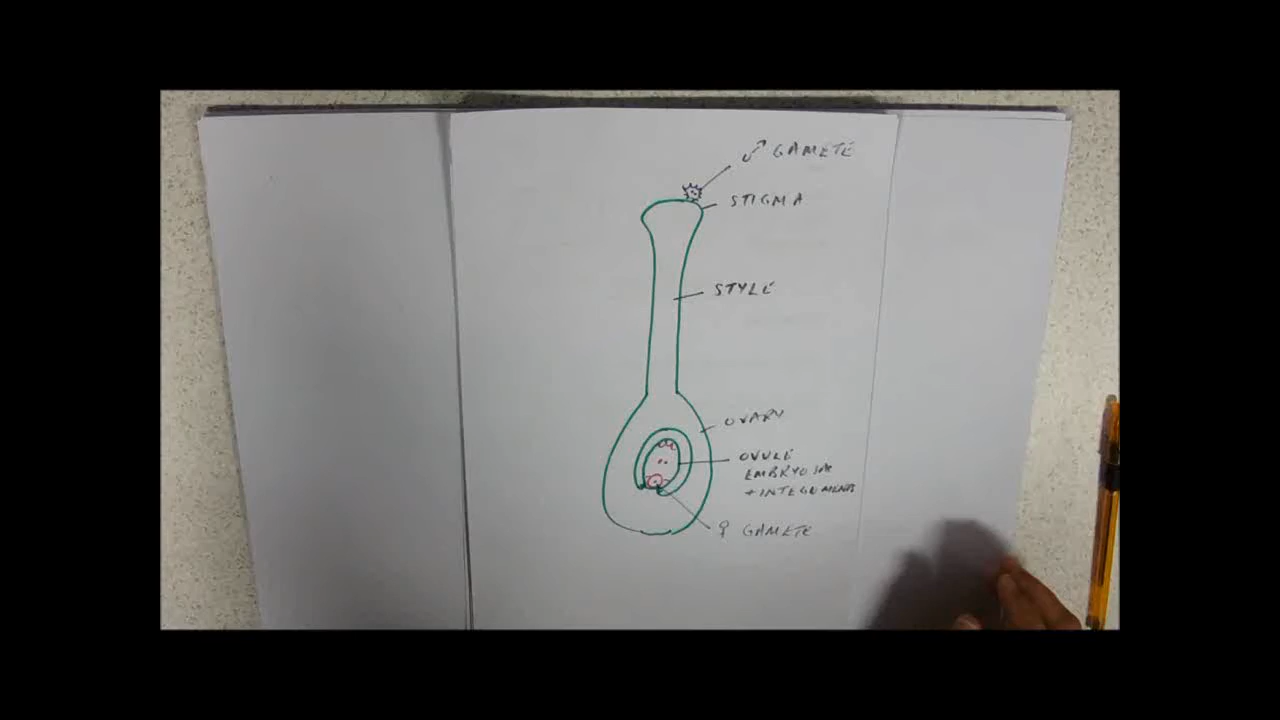 ♂ GAMETE
STIGMA
STYLE
OVARY
OVULE
EMBRYO SAC
+ INTEGUMENTS
♀ GAMETE